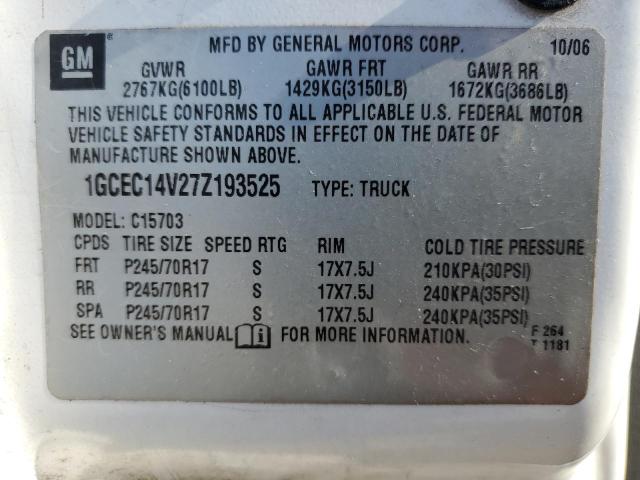 GM ® MFD BY GENERAL MOTORS CORP. 10/06
GVWR GAWR FRT GAWR RR
2767KG(6100LB) 1429KG(3150LB) 1672KG(3686LB)
THIS VEHICLE CONFORMS TO ALL APPLICABLE U.S. FEDERAL MOTOR
VEHICLE SAFETY STANDARDS IN EFFECT ON THE DATE OF
MANUFACTURE SHOWN ABOVE.
1GCEC14V27Z193525 TYPE: TRUCK
MODEL: C15703
CPDS TIRE SIZE SPEED RTG RIM COLD TIRE PRESSURE
FRT P245/70R17 S 17X7.5J 210KPA(30PSI)
RR P245/70R17 S 17X7.5J 240KPA(35PSI)
SPA P245/70R17 S 17X7.5J 240KPA(35PSI)
SEE OWNER'S MANUAL i FOR MORE INFORMATION.
F 264
T 1181